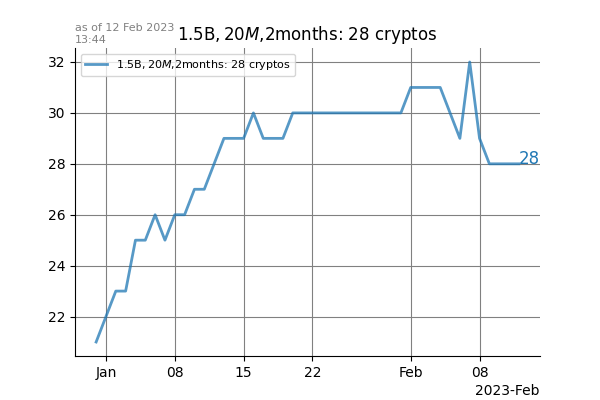 as of 12 Feb 2023
13:44
1.5B, 20M,2months: 28 cryptos
1.5B, 20M,2months: 28 cryptos
32
30
28
28
26
24
22
Jan
08
15
22
Feb
08
2023-Feb